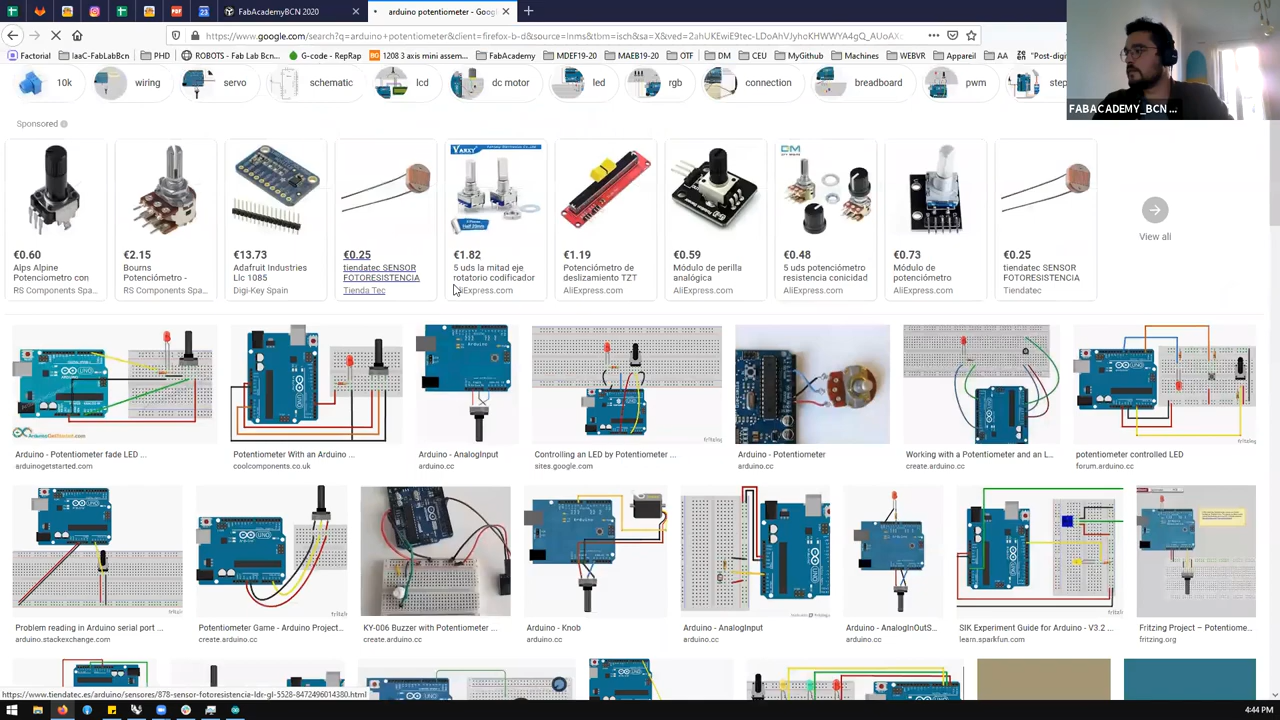 FabAcademyBCN 2020
arduino potentiometer - Goog
https://www.google.com/search?q=arduino+potentiometer&client=firefox-b-d&source=lnms&tbm=isch&sa=X&ved=2ahUKEwiE9tec-LDoAhVJyhoKHWWYA4gQ_AUoAX
Factorial
IaaC-FabLabBcn
PHD
ROBOTS - Fab Lab Bcn...
G-code - RepRap
1208 3 axis mini assem...
FabAcademy
MDEF19-20
MAEB19-20
OTF
DM
CEU
MyGithub
Machines
WEBVR
Apparel
AA
*Post-digi
FABACADEMY_BCN ...
10k
wiring
servo
schematic
lcd
dc motor
led
rgb
connection
breadboard
pwm
step
Sponsored
€0.60
Alps Alpine
Potenciometro con
RS Components Spa...
€2.15
Bourns
Potenciómetro -
RS Components Spa...
€13.73
Adafruit Industries
Llc 1085
Digi-Key Spain
€0.25
tiendatec SENSOR
FOTORESISTENCIA
Tienda Tec
€1.82
5 uds la mitad eje
rotatorio codificador
AliExpress.com
€1.19
Potenciómetro de
deslizamiento TZT
AliExpress.com
€0.59
Módulo de perilla
analógica
AliExpress.com
€0.48
5 uds potenciómetro
resistencia conicidad
AliExpress.com
€0.73
Módulo de
potenciómetro
AliExpress.com
€0.25
tiendatec SENSOR
FOTORESISTENCIA
Tiendatec
View all
Arduino - Potentiometer fade LED ...
arduinogetstarted.com
Potentiometer With an Arduino ...
coolcomponents.co.uk
Arduino - AnalogInput
arduino.cc
Controlling an LED by Potentiometer ...
sites.google.com
Arduino - Potentiometer
arduino.cc
Working with a Potentiometer and an L...
create.arduino.cc
potentiometer controlled LED
forum.arduino.cc
Problem reading in Arduino serial port ...
arduino.stackexchange.com
Potentiometer Game - Arduino Project...
create.arduino.cc
KY-006 Buzzer with Potentiometer ...
create.arduino.cc
Arduino - Knob
arduino.cc
Arduino - AnalogInput
arduino.cc
Arduino - AnalogInOutS...
arduino.cc
SIK Experiment Guide for Arduino - V3.2 ...
learn.sparkfun.com
Fritzing Project – Potentiome...
fritzing.org
https://www.tiendatec.es/arduino/sensores/878-sensor-fotoresistencia-ldr-gl-5528-8472496014380.html
4:44 PM